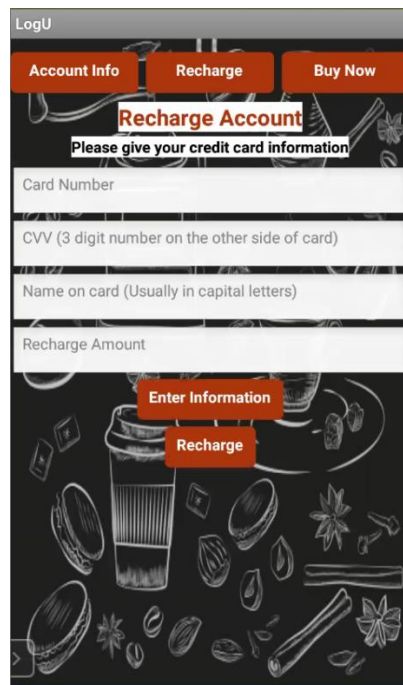 LogU
Account Info Recharge Buy Now
Recharge Account
Please give your credit card information
Card Number
CVV (3 digit number on the other side of card)
Name on card (Usually in capital letters)
Recharge Amount
Enter Information
Recharge